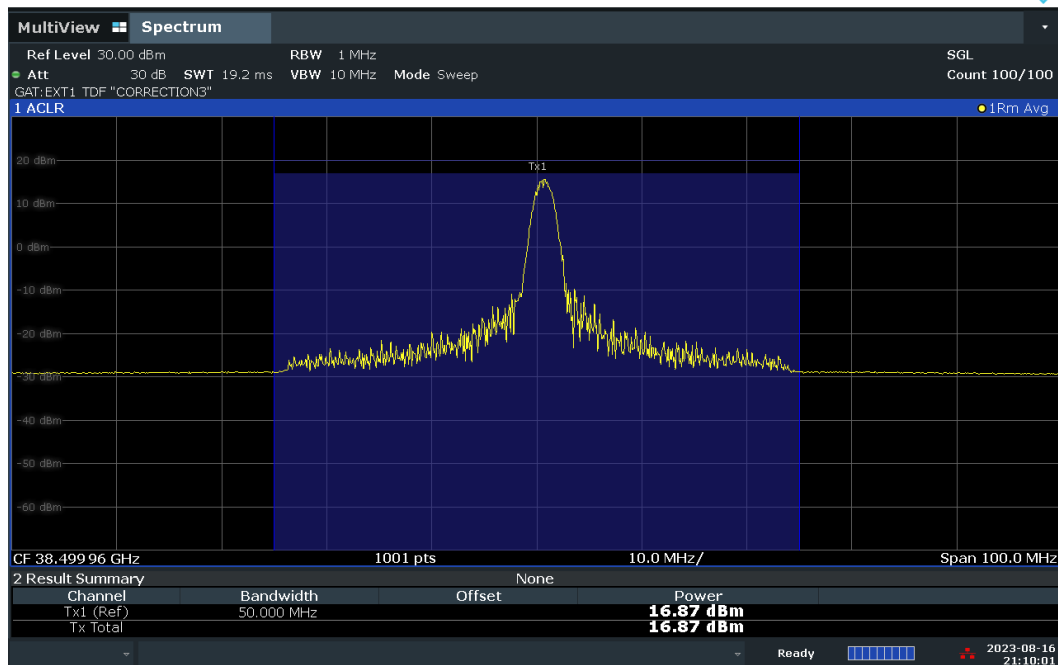 MultiView Spectrum
Ref Level 30.00 dBm RBW 1 MHz SGL
Att 30 dB SWT 19.2 ms VBW 10 MHz Mode Sweep Count 100/100
GAT:EXT1 TDF "CORRECTION3"
1 ACLR 1Rm Avg
20 dBm
Tx1
10 dBm
0 dBm
-10 dBm
-20 dBm
-30 dBm
-40 dBm
-50 dBm
-60 dBm
CF 38.499 96 GHz 1001 pts 10.0 MHz/ Span 100.0 MHz
2 Result Summary None
Channel Bandwidth Offset Power
Tx1 (Ref) 50.000 MHz 16.87 dBm
Tx Total 16.87 dBm
Ready 2023-08-16
21:10:01